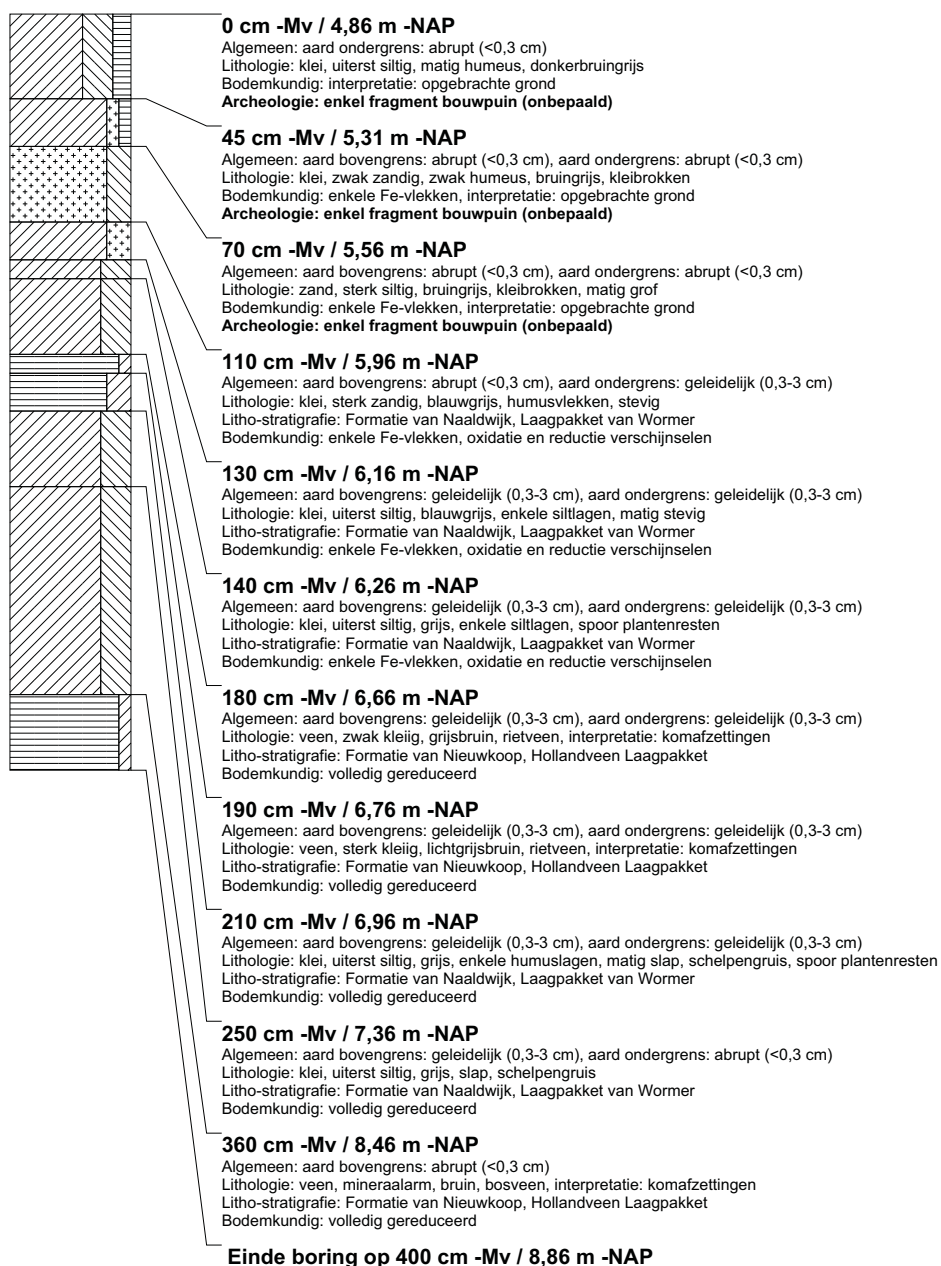 0 cm -Mv / 4,86 m -NAP
Algemeen: aard ondergrens: abrupt (<0,3 cm)
Lithologie: klei, uiterst siltig, matig humeus, donkerbruingrijs
Bodemkundig: interpretatie: opgebrachte grond
Archeologie: enkel fragment bouwpuin (onbepaald)
45 cm -Mv / 5,31 m -NAP
Algemeen: aard bovengrens: abrupt (<0,3 cm), aard ondergrens: abrupt (<0,3 cm)
Lithologie: klei, zwak zandig, zwak humeus, bruingrijs, kleibrokken
Bodemkundig: enkele Fe-vlekken, interpretatie: opgebrachte grond
Archeologie: enkel fragment bouwpuin (onbepaald)
70 cm -Mv / 5,56 m -NAP
Algemeen: aard bovengrens: abrupt (<0,3 cm), aard ondergrens: abrupt (<0,3 cm)
Lithologie: zand, sterk siltig, bruingrijs, kleibrokken, matig grof
Bodemkundig: enkele Fe-vlekken, interpretatie: opgebrachte grond
Archeologie: enkel fragment bouwpuin (onbepaald)
110 cm -Mv / 5,96 m -NAP
Algemeen: aard bovengrens: abrupt (<0,3 cm), aard ondergrens: geleidelijk (0,3-3 cm)
Lithologie: klei, sterk zandig, blauwgrijs, humusvlekken, stevig
Litho-stratigrafie: Formatie van Naaldwijk, Laagpakket van Wormer
Bodemkundig: enkele Fe-vlekken, oxidatie en reductie verschijnselen
130 cm -Mv / 6,16 m -NAP
Algemeen: aard bovengrens: geleidelijk (0,3-3 cm), aard ondergrens: geleidelijk (0,3-3 cm)
Lithologie: klei, uiterst siltig, blauwgrijs, enkele siltlagen, matig stevig
Litho-stratigrafie: Formatie van Naaldwijk, Laagpakket van Wormer
Bodemkundig: enkele Fe-vlekken, oxidatie en reductie verschijnselen
140 cm -Mv / 6,26 m -NAP
Algemeen: aard bovengrens: geleidelijk (0,3-3 cm), aard ondergrens: geleidelijk (0,3-3 cm)
Lithologie: klei, uiterst siltig, grijs, enkele siltlagen, spoor plantenresten
Litho-stratigrafie: Formatie van Naaldwijk, Laagpakket van Wormer
Bodemkundig: enkele Fe-vlekken, oxidatie en reductie verschijnselen
180 cm -Mv / 6,66 m -NAP
Algemeen: aard bovengrens: geleidelijk (0,3-3 cm), aard ondergrens: geleidelijk (0,3-3 cm)
Lithologie: veen, zwak kleiig, grijsbruin, rietveen, interpretatie: komafzettingen
Litho-stratigrafie: Formatie van Nieuwkoop, Hollandveen Laagpakket
Bodemkundig: volledig gereduceerd
190 cm -Mv / 6,76 m -NAP
Algemeen: aard bovengrens: geleidelijk (0,3-3 cm), aard ondergrens: geleidelijk (0,3-3 cm)
Lithologie: veen, sterk kleiig, lichtgrijsbruin, rietveen, interpretatie: komafzettingen
Litho-stratigrafie: Formatie van Nieuwkoop, Hollandveen Laagpakket
Bodemkundig: volledig gereduceerd
210 cm -Mv / 6,96 m -NAP
Algemeen: aard bovengrens: geleidelijk (0,3-3 cm), aard ondergrens: geleidelijk (0,3-3 cm)
Lithologie: klei, uiterst siltig, grijs, enkele humuslagen, matig slap, schelpengruis, spoor plantenresten
Litho-stratigrafie: Formatie van Naaldwijk, Laagpakket van Wormer
Bodemkundig: volledig gereduceerd
250 cm -Mv / 7,36 m -NAP
Algemeen: aard bovengrens: geleidelijk (0,3-3 cm), aard ondergrens: abrupt (<0,3 cm)
Lithologie: klei, uiterst siltig, grijs, slap, schelpengruis
Litho-stratigrafie: Formatie van Naaldwijk, Laagpakket van Wormer
Bodemkundig: volledig gereduceerd
360 cm -Mv / 8,46 m -NAP
Algemeen: aard bovengrens: abrupt (<0,3 cm)
Lithologie: veen, mineraalarm, bruin, bosveen, interpretatie: komafzettingen
Litho-stratigrafie: Formatie van Nieuwkoop, Hollandveen Laagpakket
Bodemkundig: volledig gereduceerd
Einde boring op 400 cm -Mv / 8,86 m -NAP